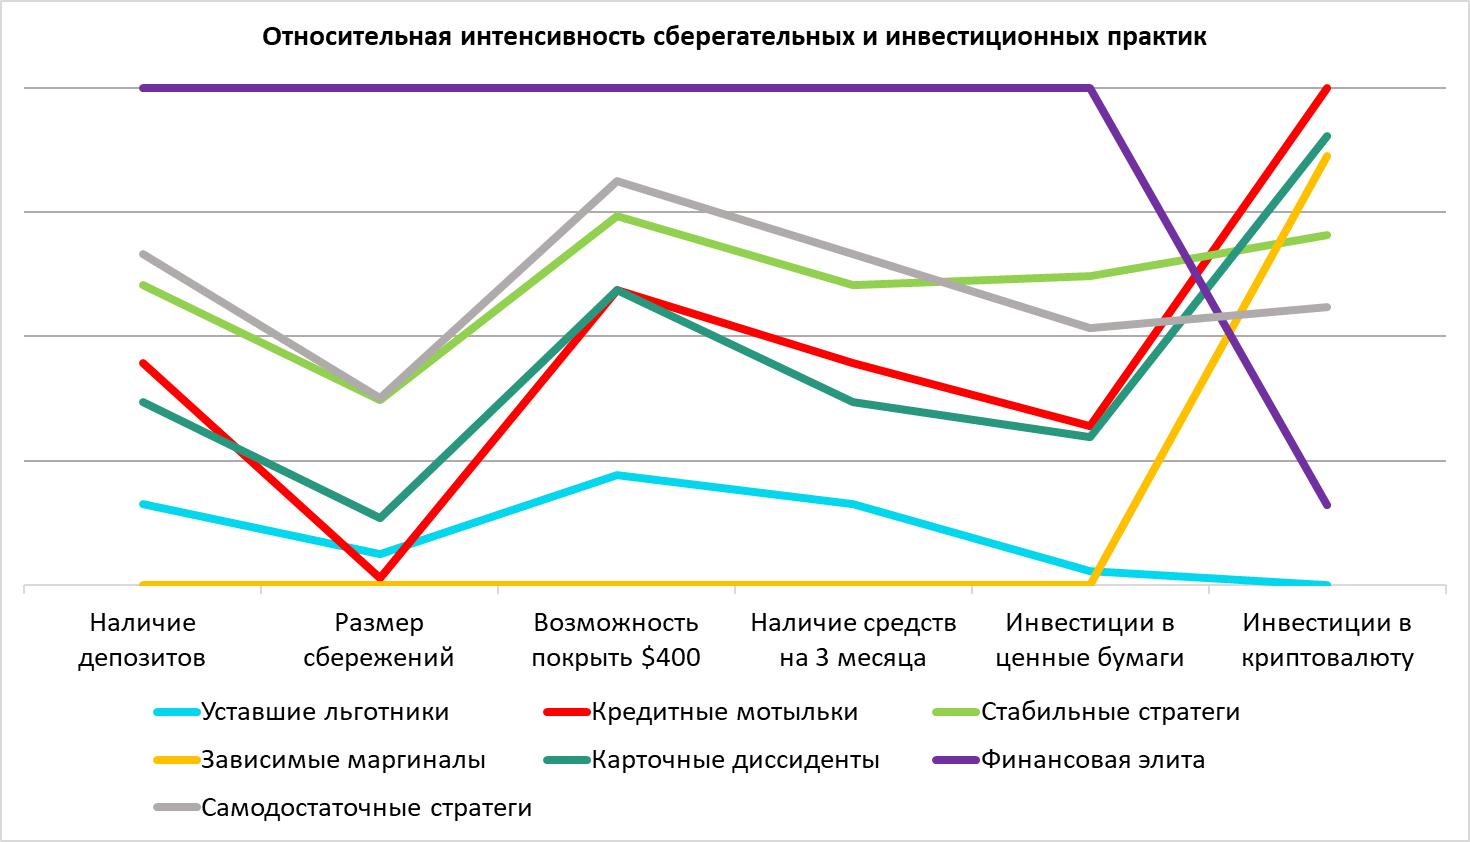 Относительная интенсивность сберегательных и инвестиционных практик
Наличие депозитов
Размер сбережений
Возможность покрыть $400
Наличие средств на 3 месяца
Инвестиции в ценные бумаги
Инвестиции в криптовалюту
Уставшие льготники
Кредитные мотыльки
Стабильные стратеги
Зависимые маргиналы
Карточные диссиденты
Финансовая элита
Самодостаточные стратеги